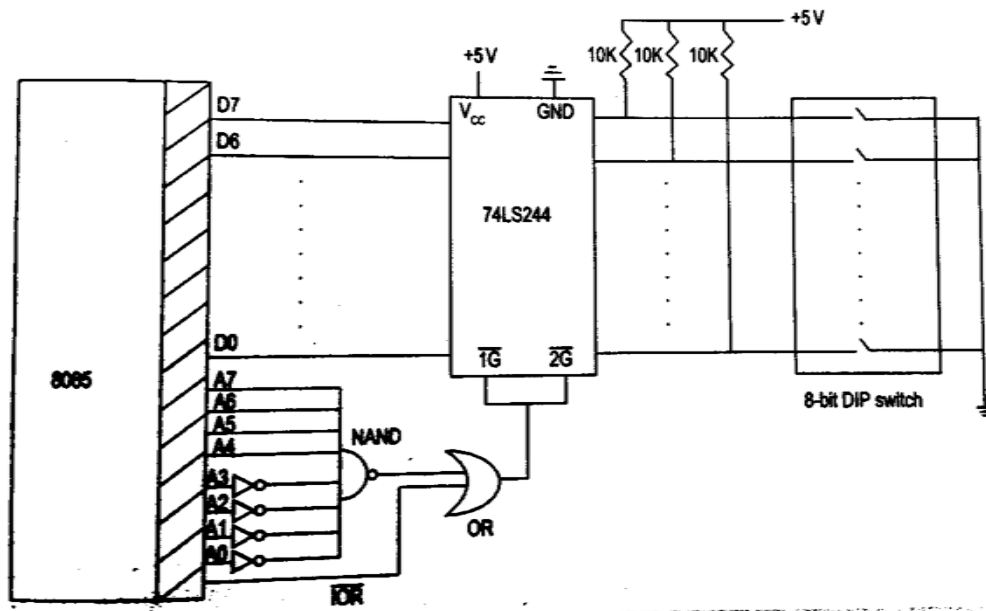 +5V
+5V
10K 10K 10K
D7
VCC GND
D6
74LS244
D0
1G 2G
8085
A7
8-bit DIP switch
A6
A5
NAND
A4
A3
A2
OR
A1
A0
IOR